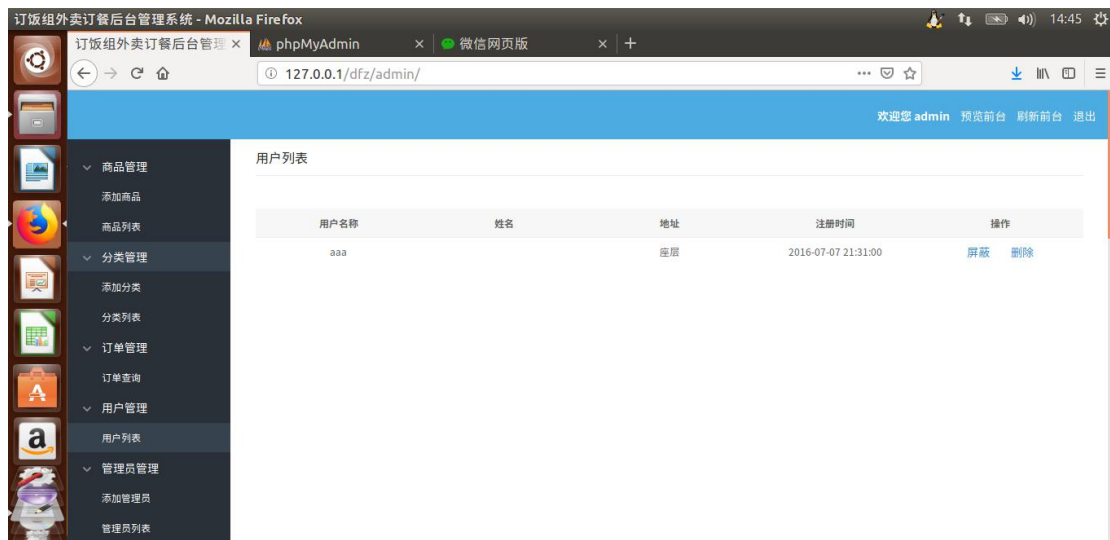 订饭组外卖订餐后台管理系统 - Mozilla Firefox
14:45
订饭组外卖订餐后台管理 phpMyAdmin 微信网页版
127.0.0.1/dfz/admin/
欢迎您 admin 预览前台 刷新前台 退出
用户列表
商品管理
添加商品
商品列表
分类管理
添加分类
分类列表
订单管理
订单查询
用户管理
用户列表
管理员管理
添加管理员
管理员列表
用户名称 姓名 地址 注册时间 操作
aaa 座层 2016-07-07 21:31:00 屏蔽 删除